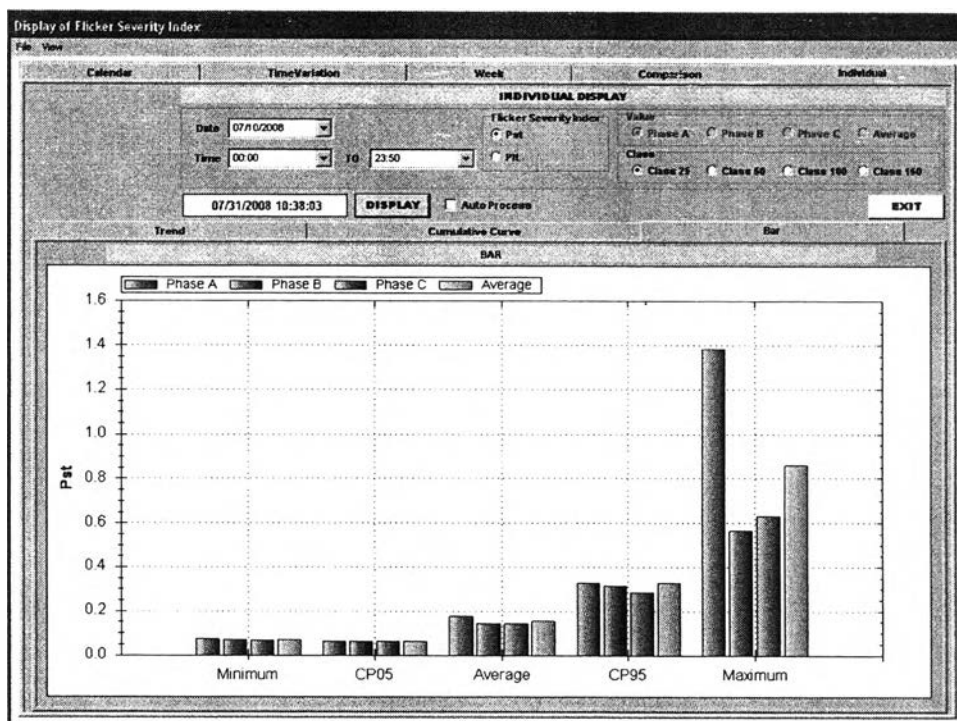 Display of Flicker Severity Index
File View
Calendar TimeVariation Week Comparison Individual
INDIVIDUAL DISPLAY
Date 07/10/2008 Flicker Severity Index Pst Plt Value Phase A Phase B Phase C Average
Time 00:00 TO 23:50 Class Class 25 Class 50 Class 100 Class 150
07/31/2008 10:38:03 DISPLAY Auto Process EXIT
Trend Cumulative Curve Bar
BAR
Phase A Phase B Phase C Average
1.6
1.4
1.2
1.0
0.8
0.6
0.4
0.2
0.0
Pst
Minimum CP05 Average CP95 Maximum